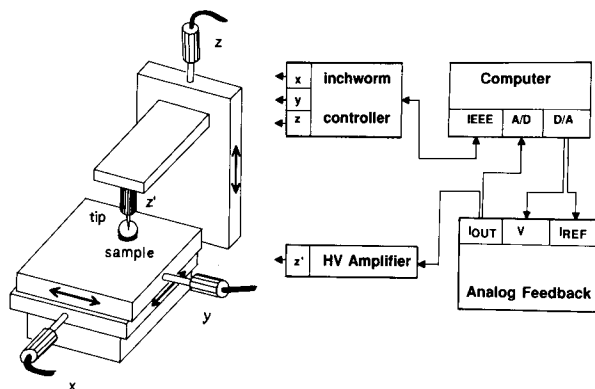 z
z'
tip
sample
y
x
x inchworm
y
z controller
Computer
IEEE A/D D/A
z' HV Amplifier
IOUT V IREF
Analog Feedback